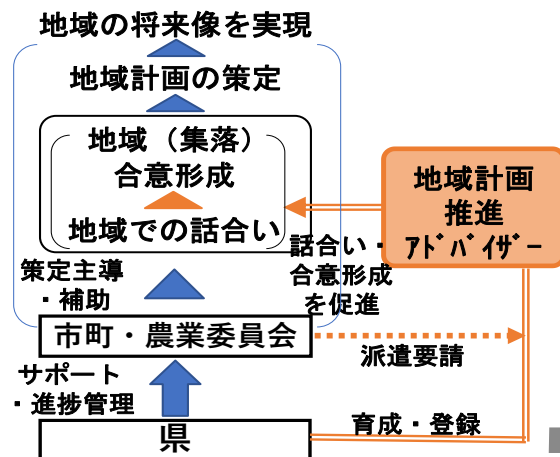 地域の将来像を実現
地域計画の策定
地域（集落）
合意形成
地域での話合い
地域計画
推進
ｱﾄﾞﾊﾞｲｻﾞｰ
話合い・
合意形成
を促進
策定主導
・補助
市町・農業委員会
派遣要請
サポート
・進捗管理
育成・登録
県